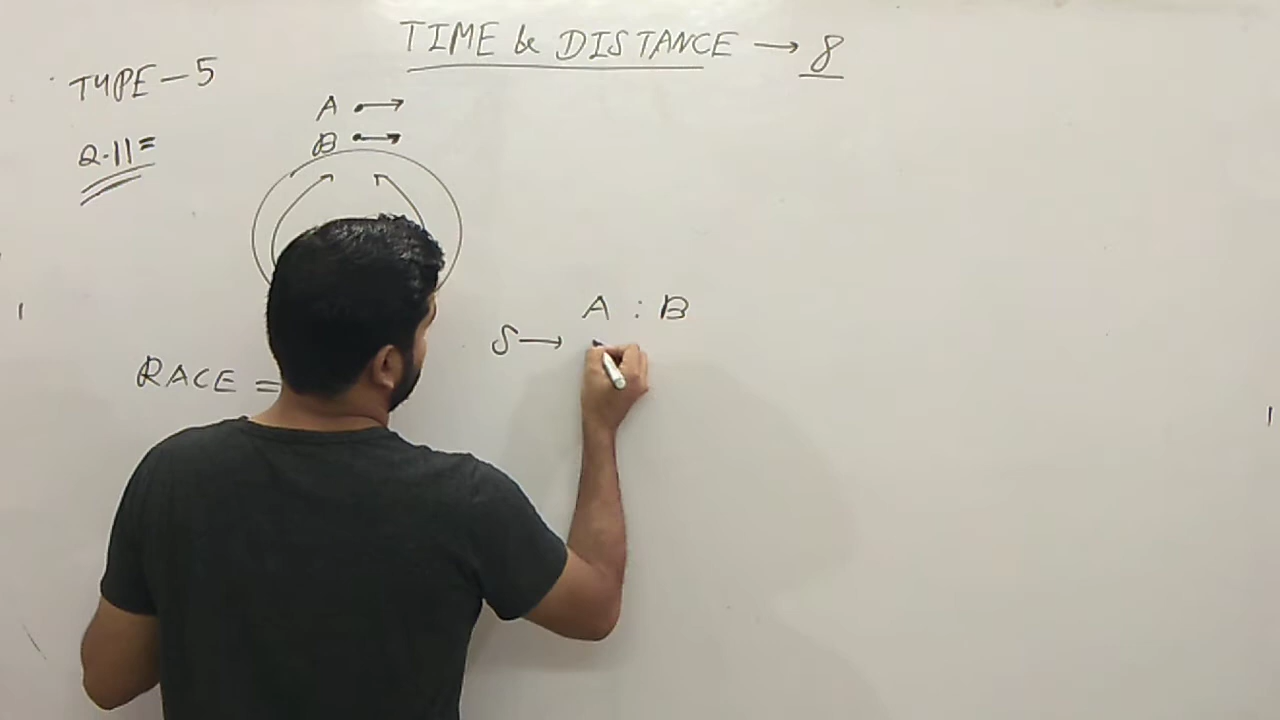 TIME & DISTANCE → 8
TYPE-5
Q.11=
A →
B →
A : B
S →
RACE =